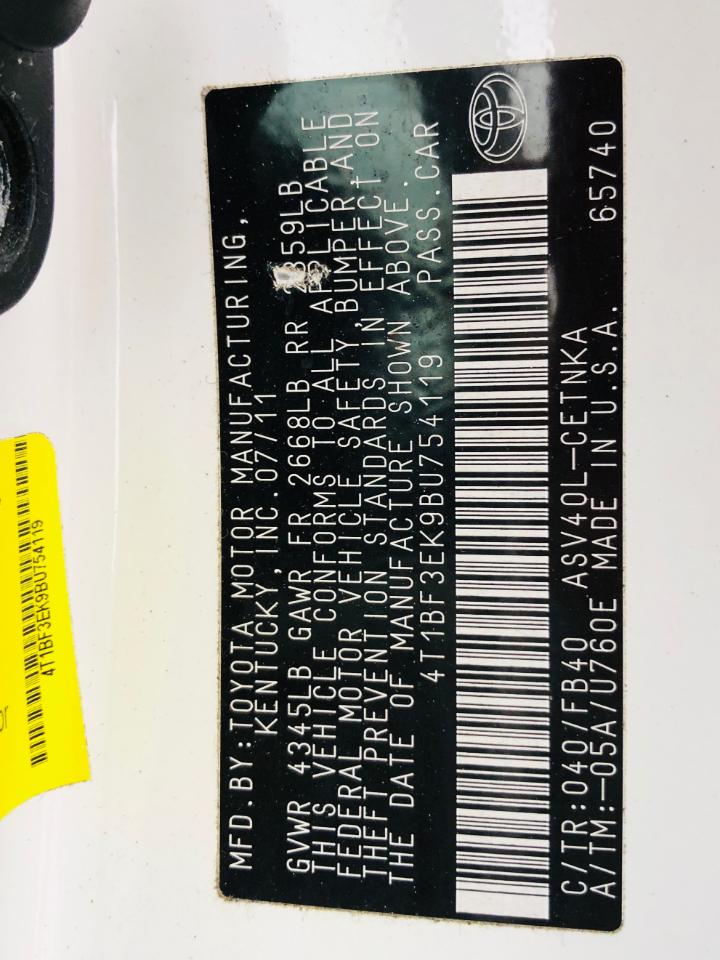 MFD.BY:TOYOTA MOTOR MANUFACTURING,
KENTUCKY,INC.07/11
GVWR 4345LB GAWR FR 2668LB RR
THIS VEHICLE CONFORMS TO ALL APPLICABLE
FEDERAL MOTOR VEHICLE SAFETY,BUMPER,AND
THEFT PREVENTION STANDARDS IN EFFECT ON
THE DATE OF MANUFACTURE SHOWN ABOVE.
4T1BF3EK9BU754119 PASS.CAR
C/TR:040/FB40 ASV40L-CETNKA
A/TM:-05A/U760E MADE IN U.S.A. 65740
4T1BF3EK9BU754119